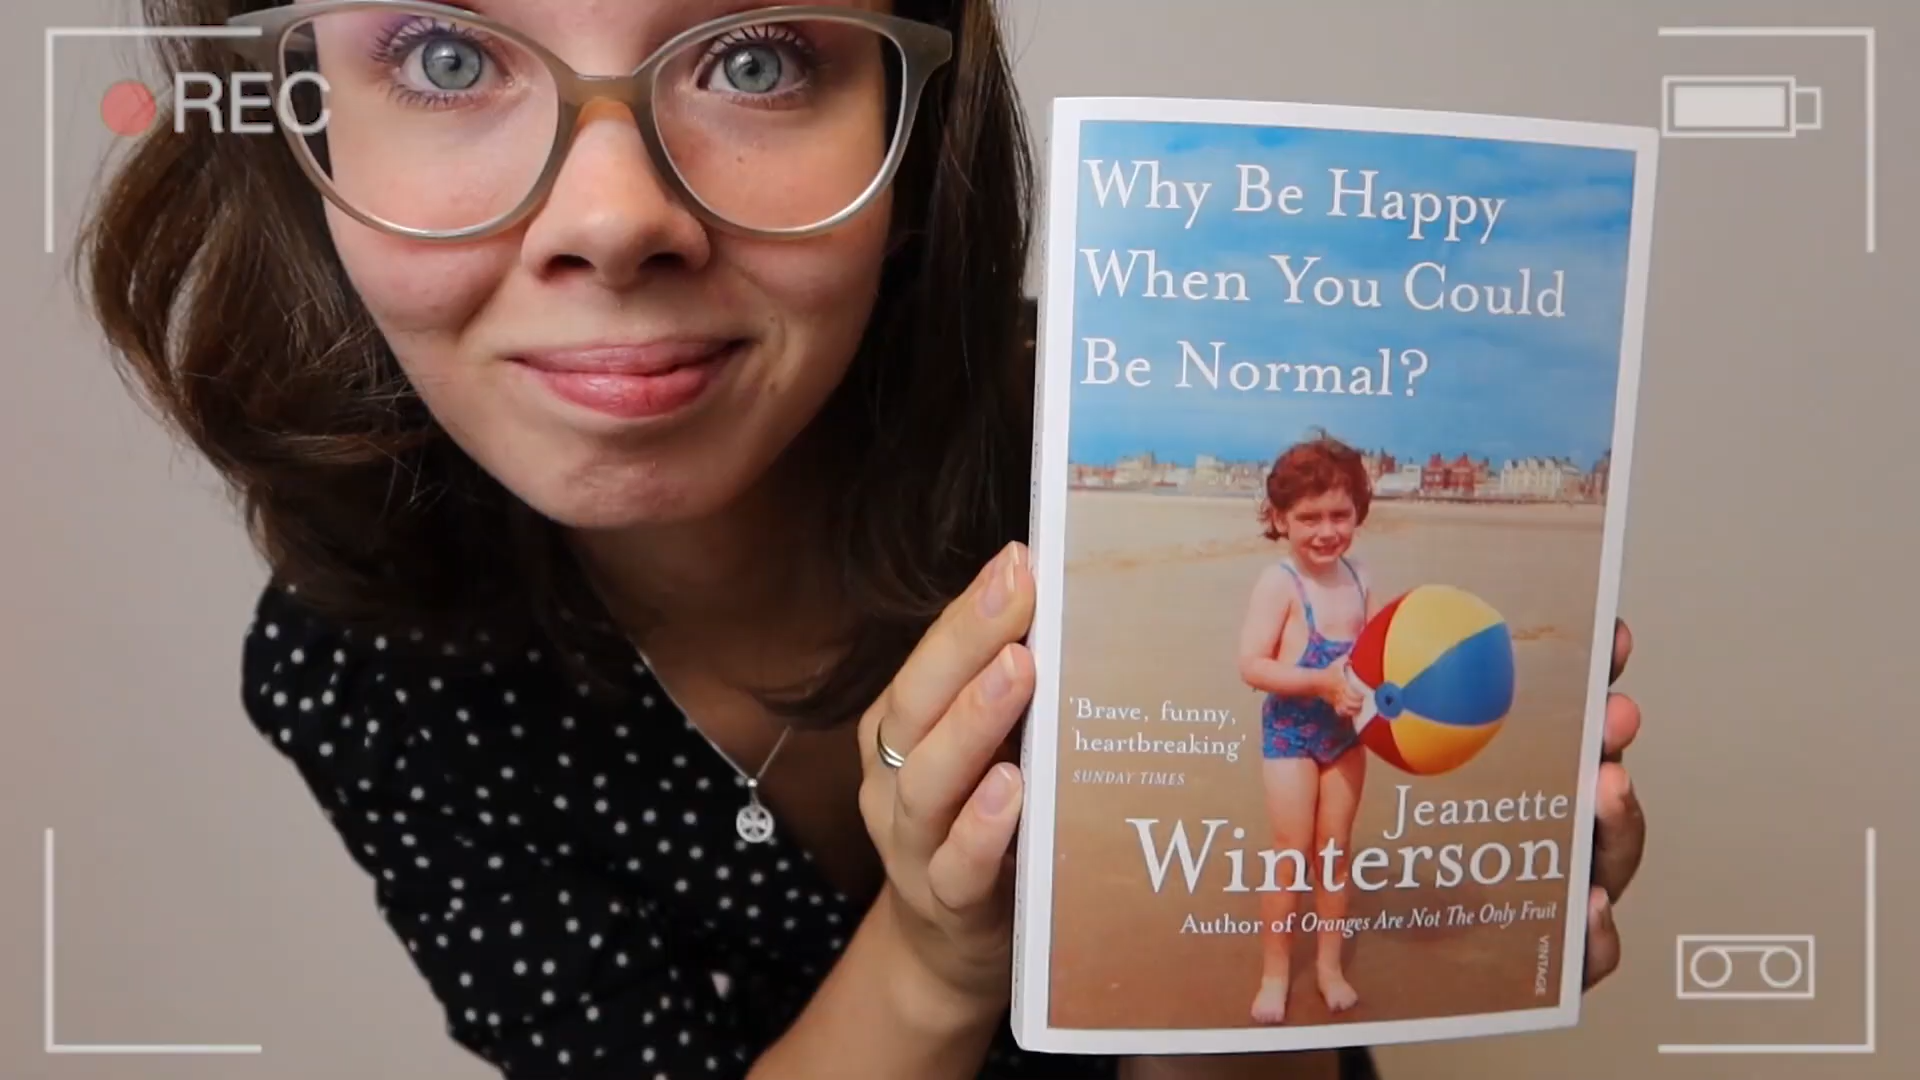 REC
Why Be Happy
When You Could
Be Normal?
'Brave, funny,
heartbreaking'
SUNDAY TIMES
Jeanette
Winterson
Author of Oranges Are Not The Only Fruit
VINTAGE